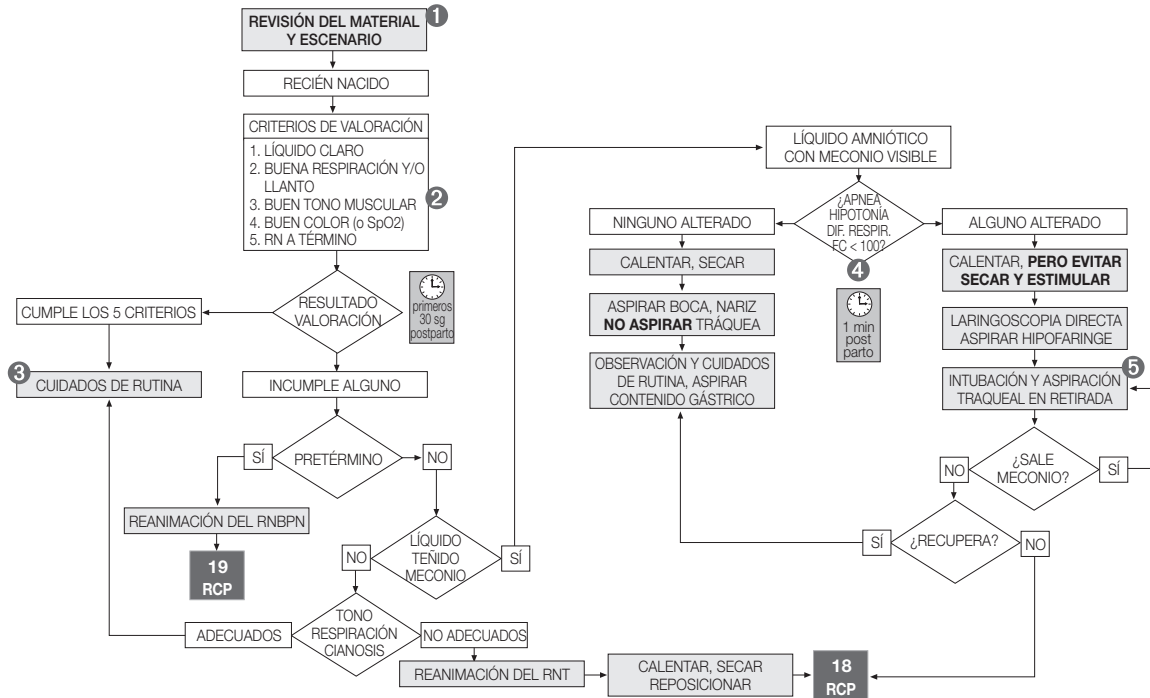 REVISIÓN DEL MATERIAL
Y ESCENARIO
1
RECIÉN NACIDO
CRITERIOS DE VALORACIÓN
1. LÍQUIDO CLARO
2. BUENA RESPIRACIÓN Y/O
LLANTO
3. BUEN TONO MUSCULAR
4. BUEN COLOR (o SpO2)
5. RN A TÉRMINO
2
RESULTADO
VALORACIÓN
primeros
30 sg
postparto
CUMPLE LOS 5 CRITERIOS
3
CUIDADOS DE RUTINA
INCUMPLE ALGUNO
PRETÉRMINO
SÍ
NO
REANIMACIÓN DEL RNBPN
19
RCP
LÍQUIDO
TEÑIDO
MECONIO
NO
SÍ
TONO
RESPIRACIÓN
CIANOSIS
ADECUADOS
NO ADECUADOS
REANIMACIÓN DEL RNT
CALENTAR, SECAR
REPOSICIONAR
18
RCP
LÍQUIDO AMNIÓTICO
CON MECONIO VISIBLE
¿APNEA,
HIPOTONÍA
DIF. RESPIR.
FC < 100?
4
1 min
post
parto
NINGUNO ALTERADO
CALENTAR, SECAR
ASPIRAR BOCA, NARIZ
NO ASPIRAR TRÁQUEA
OBSERVACIÓN Y CUIDADOS
DE RUTINA, ASPIRAR
CONTENIDO GÁSTRICO
ALGUNO ALTERADO
CALENTAR, PERO EVITAR
SECAR Y ESTIMULAR
LARINGOSCOPIA DIRECTA
ASPIRAR HIPOFARINGE
5
INTUBACIÓN Y ASPIRACIÓN
TRAQUEAL EN RETIRADA
¿SALE
MECONIO?
NO
SÍ
¿RECUPERA?
SÍ
NO